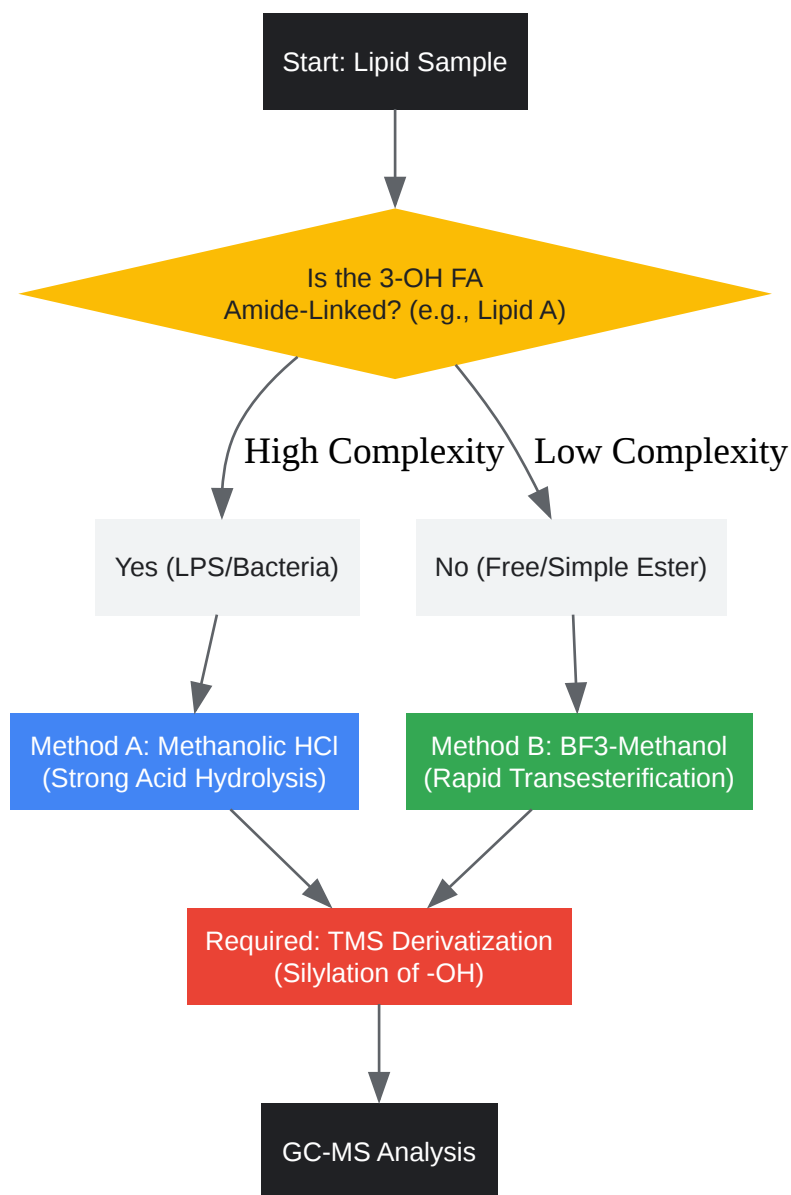 Start: Lipid Sample
Is the 3-OH FA
Amide-Linked? (e.g., Lipid A)
High Complexity
Low Complexity
Yes (LPS/Bacteria)
No (Free/Simple Ester)
Method A: Methanolic HCl
(Strong Acid Hydrolysis)
Method B: BF3-Methanol
(Rapid Transesterification)
Required: TMS Derivatization
(Silylation of -OH)
GC-MS Analysis